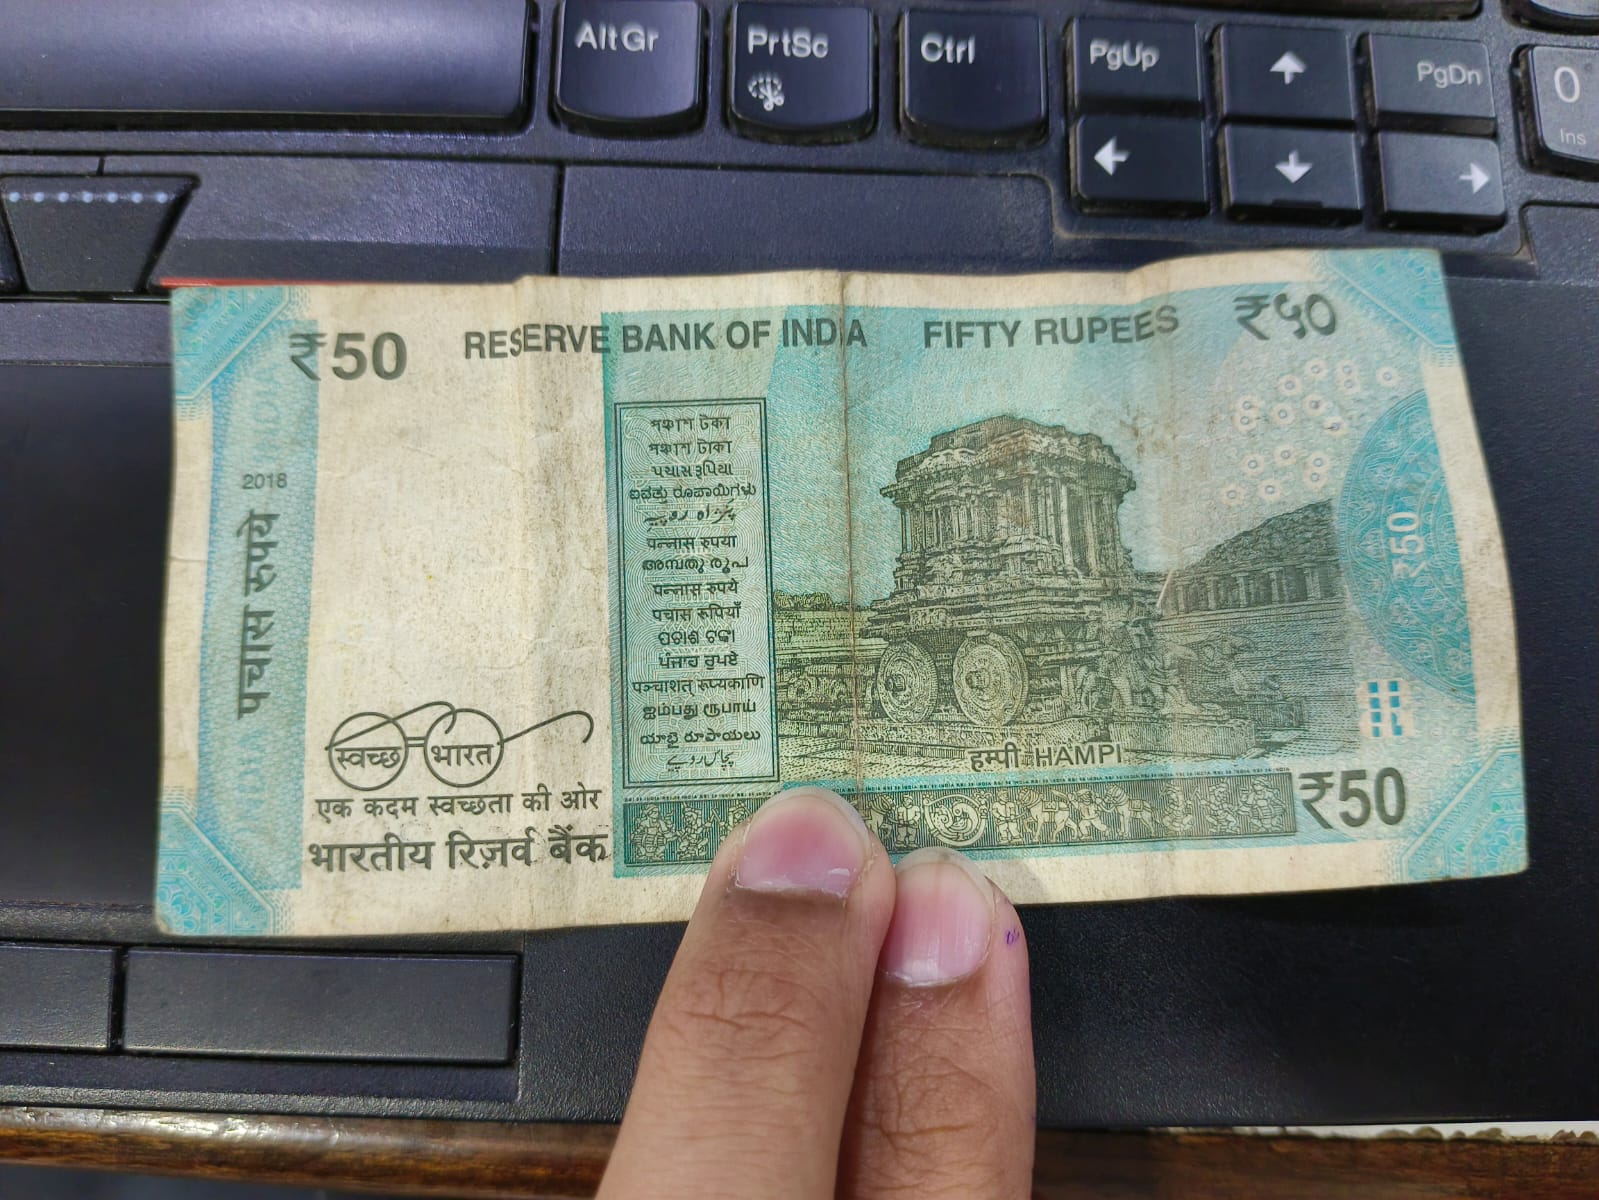 AltGr
PrtSc
Ctrl
PgUp
PgDn
0
Ins
₹50
RESERVE BANK OF INDIA
FIFTY RUPEES
₹५०
2018
पचास रुपये
পঞ্চাশ টকা
পঞ্চাশ টাকা
પચાસ રૂપિયા
ಐವತ್ತು ರೂಪಾಯಿಗಳು
पन्नास रुपया
അമ്പതു രൂപ
पन्नास रुपये
पचास रुपियाँ
ପଚାଶ ଟଙ୍କା
ਪੰਜਾਹ ਰੁਪਏ
पञ्चाशत् रूप्यकाणि
ஐம்பது ரூபாய்
యాభై రూపాయలు
پچاس روپے
₹50
स्वच्छ भारत
एक कदम स्वच्छता की ओर
भारतीय रिज़र्व बैंक
हम्पी-HAMPI
₹50